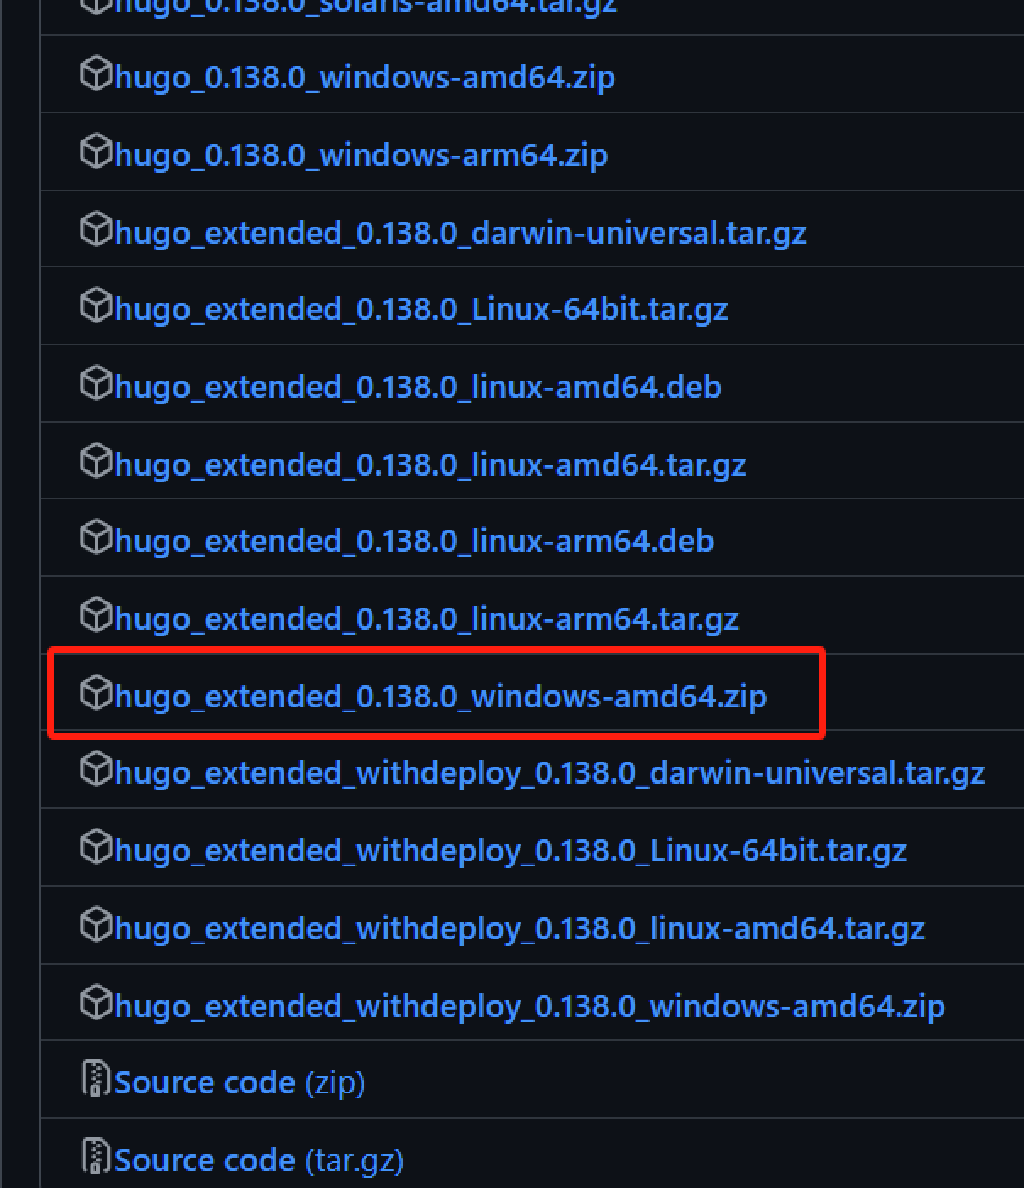 hugo_0.138.0_solaris-amd64.tar.gz
hugo_0.138.0_windows-amd64.zip
hugo_0.138.0_windows-arm64.zip
hugo_extended_0.138.0_darwin-universal.tar.gz
hugo_extended_0.138.0_Linux-64bit.tar.gz
hugo_extended_0.138.0_linux-amd64.deb
hugo_extended_0.138.0_linux-amd64.tar.gz
hugo_extended_0.138.0_linux-arm64.deb
hugo_extended_0.138.0_linux-arm64.tar.gz
hugo_extended_0.138.0_windows-amd64.zip
hugo_extended_withdeploy_0.138.0_darwin-universal.tar.gz
hugo_extended_withdeploy_0.138.0_Linux-64bit.tar.gz
hugo_extended_withdeploy_0.138.0_linux-amd64.tar.gz
hugo_extended_withdeploy_0.138.0_windows-amd64.zip
Source code (zip)
Source code (tar.gz)